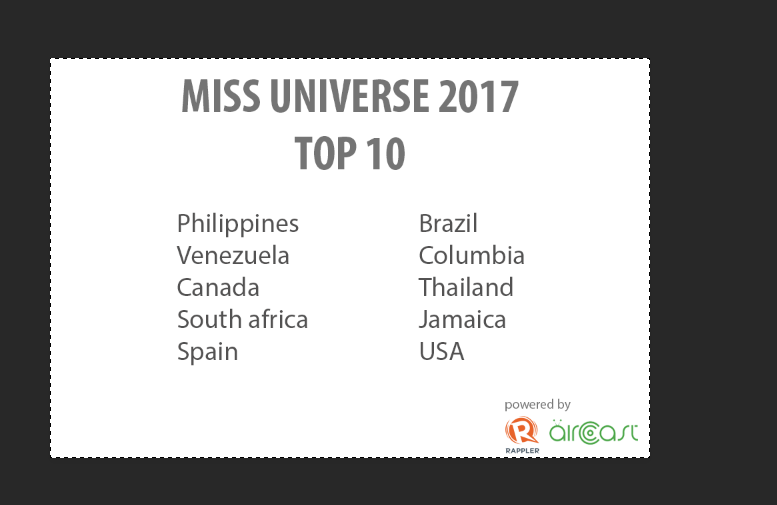 MISS UNIVERSE 2017
TOP 10
Philippines
Venezuela
Canada
South africa
Spain
Brazil
Columbia
Thailand
Jamaica
USA
powered by
RAPPLER
äirCast